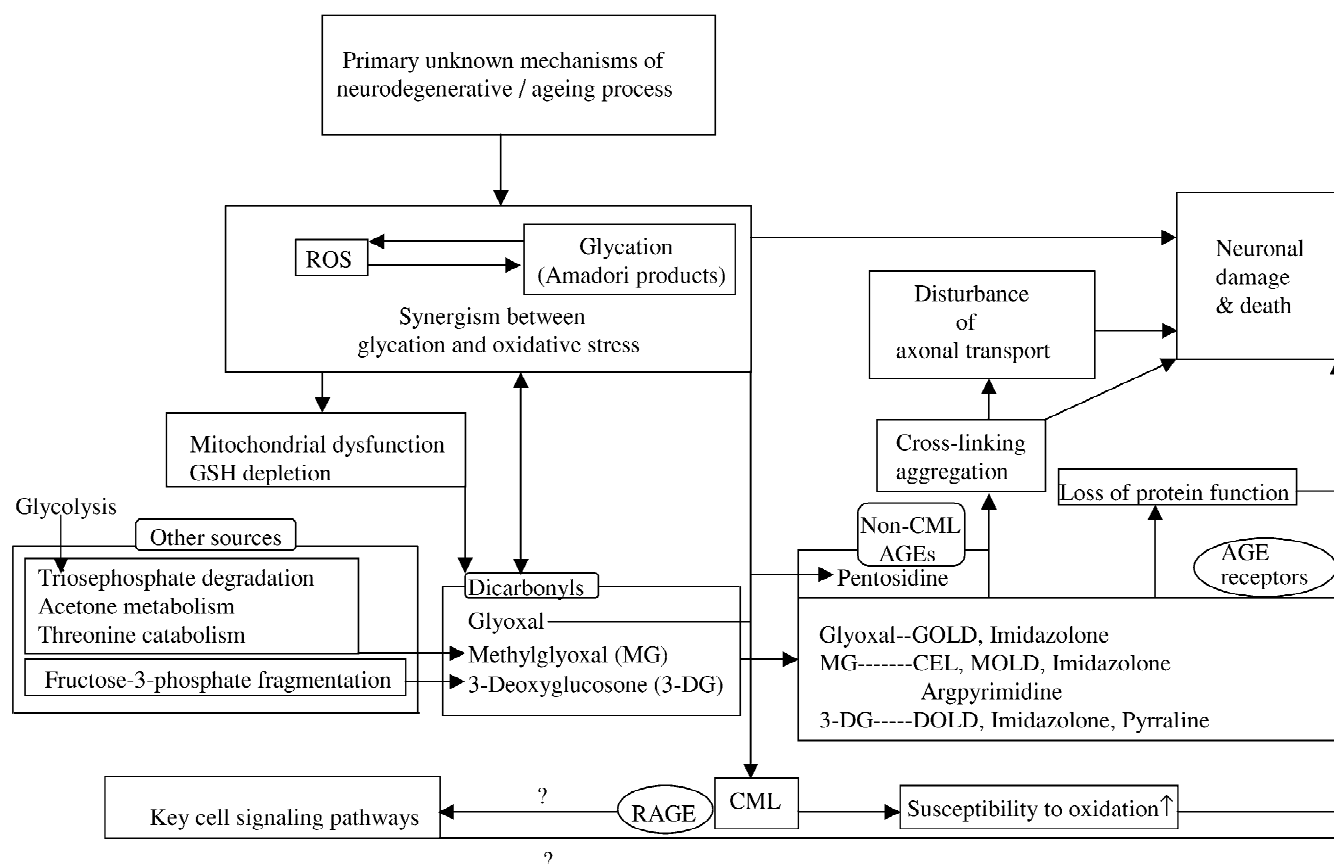 Primary unknown mechanisms of
neurodegenerative / ageing process
ROS
Glycation
(Amadori products)
Synergism between
glycation and oxidative stress
Neuronal
damage
& death
Disturbance
of
axonal transport
Mitochondrial dysfunction
GSH depletion
Cross-linking
aggregation
Loss of protein function
Glycolysis
Other sources
Non-CML
AGEs
AGE
receptors
Triosephosphate degradation
Acetone metabolism
Threonine catabolism
Fructose-3-phosphate fragmentation
Dicarbonyls
Glyoxal
Methylglyoxal (MG)
3-Deoxyglucosone (3-DG)
Pentosidine
Glyoxal--GOLD, Imidazolone
MG-------CEL, MOLD, Imidazolone
Argpyrimidine
3-DG-----DOLD, Imidazolone, Pyrraline
Key cell signaling pathways
?
RAGE
CML
Susceptibility to oxidation↑
?